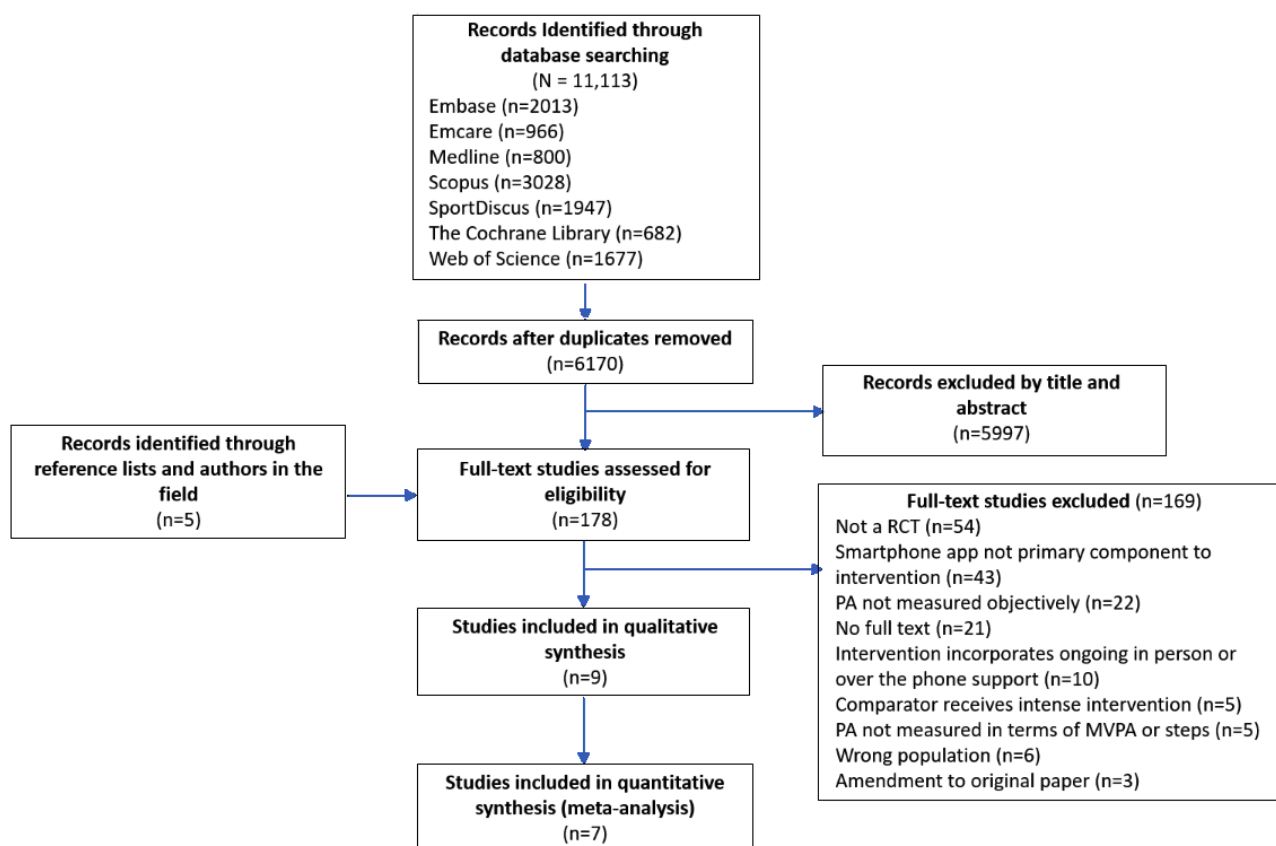 Records Identified through
database searching
(N = 11,113)
Embase (n=2013)
Emcare (n=966)
Medline (n=800)
Scopus (n=3028)
SportDiscus (n=1947)
The Cochrane Library (n=682)
Web of Science (n=1677)
Records after duplicates removed
(n=6170)
Records excluded by title and
abstract
(n=5997)
Records identified through
reference lists and authors in the
field
(n=5)
Full-text studies assessed for
eligibility
(n=178)
Full-text studies excluded (n=169)
Not a RCT (n=54)
Smartphone app not primary component to
intervention (n=43)
PA not measured objectively (n=22)
No full text (n=21)
Intervention incorporates ongoing in person or
over the phone support (n=10)
Comparator receives intense intervention (n=5)
PA not measured in terms of MVPA or steps (n=5)
Wrong population (n=6)
Amendment to original paper (n=3)
Studies included in qualitative
synthesis
(n=9)
Studies included in quantitative
synthesis (meta-analysis)
(n=7)